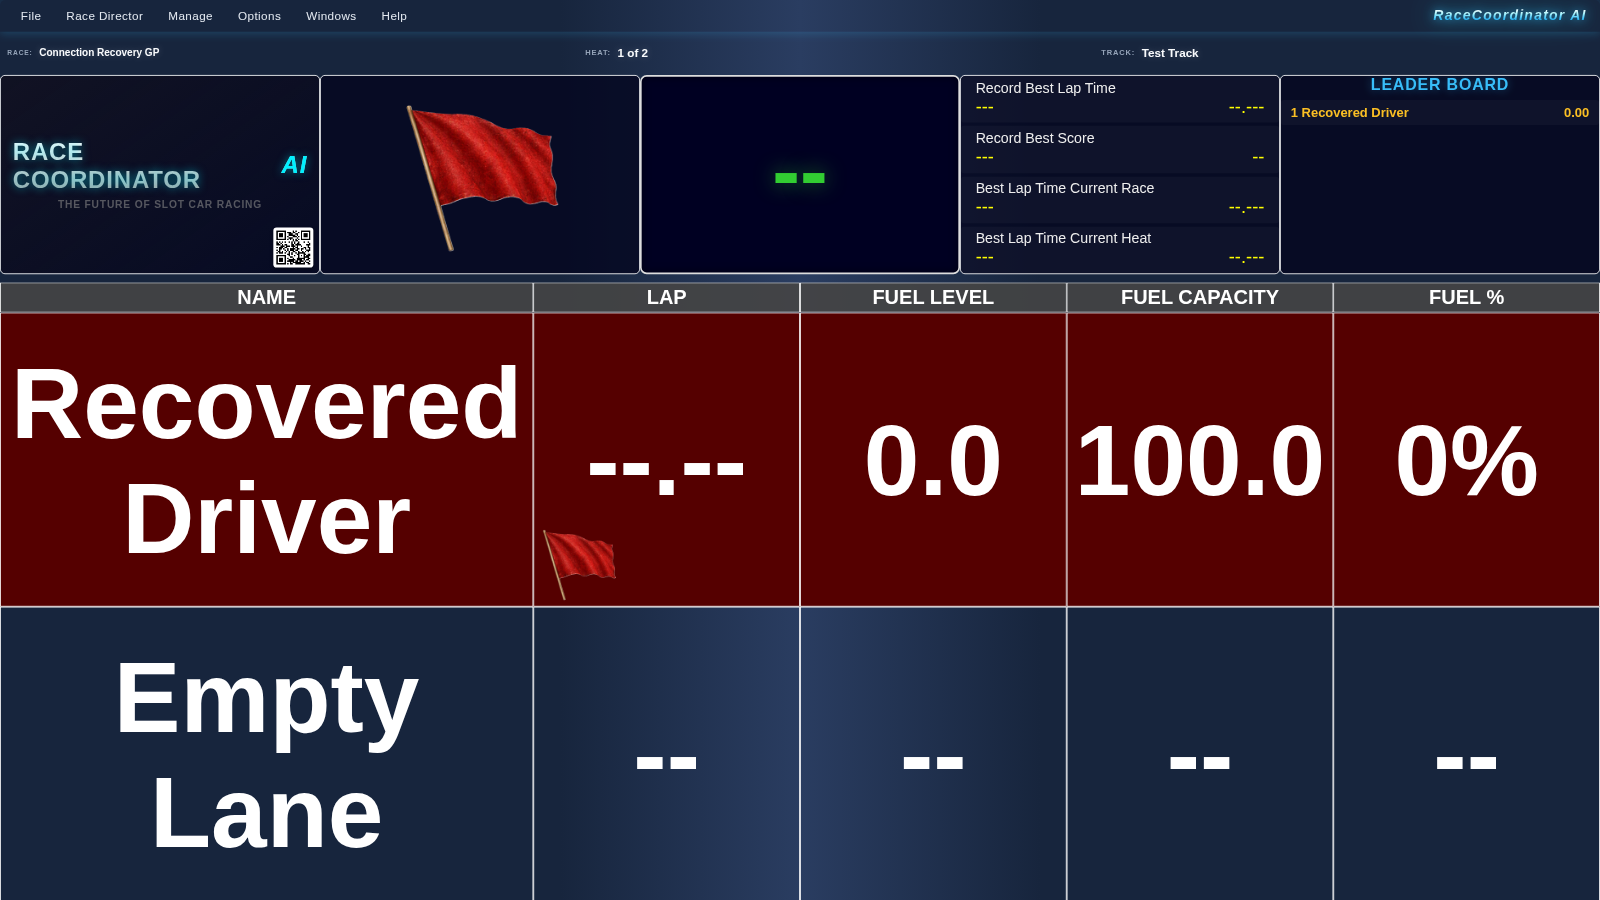 File Race Director Manage Options Windows Help RaceCoordinator AI
RACE: Connection Recovery GP HEAT: 1 of 2 TRACK: Test Track
RACE
COORDINATOR
AI
THE FUTURE OF SLOT CAR RACING
--
Record Best Lap Time
--- --.---
Record Best Score
--- --
Best Lap Time Current Race
--- --.---
Best Lap Time Current Heat
--- --.---
LEADER BOARD
1 Recovered Driver 0.00
NAME LAP FUEL LEVEL FUEL CAPACITY FUEL %
Recovered
Driver
--.-- 0.0 100.0 0%
Empty
Lane
-- -- -- --